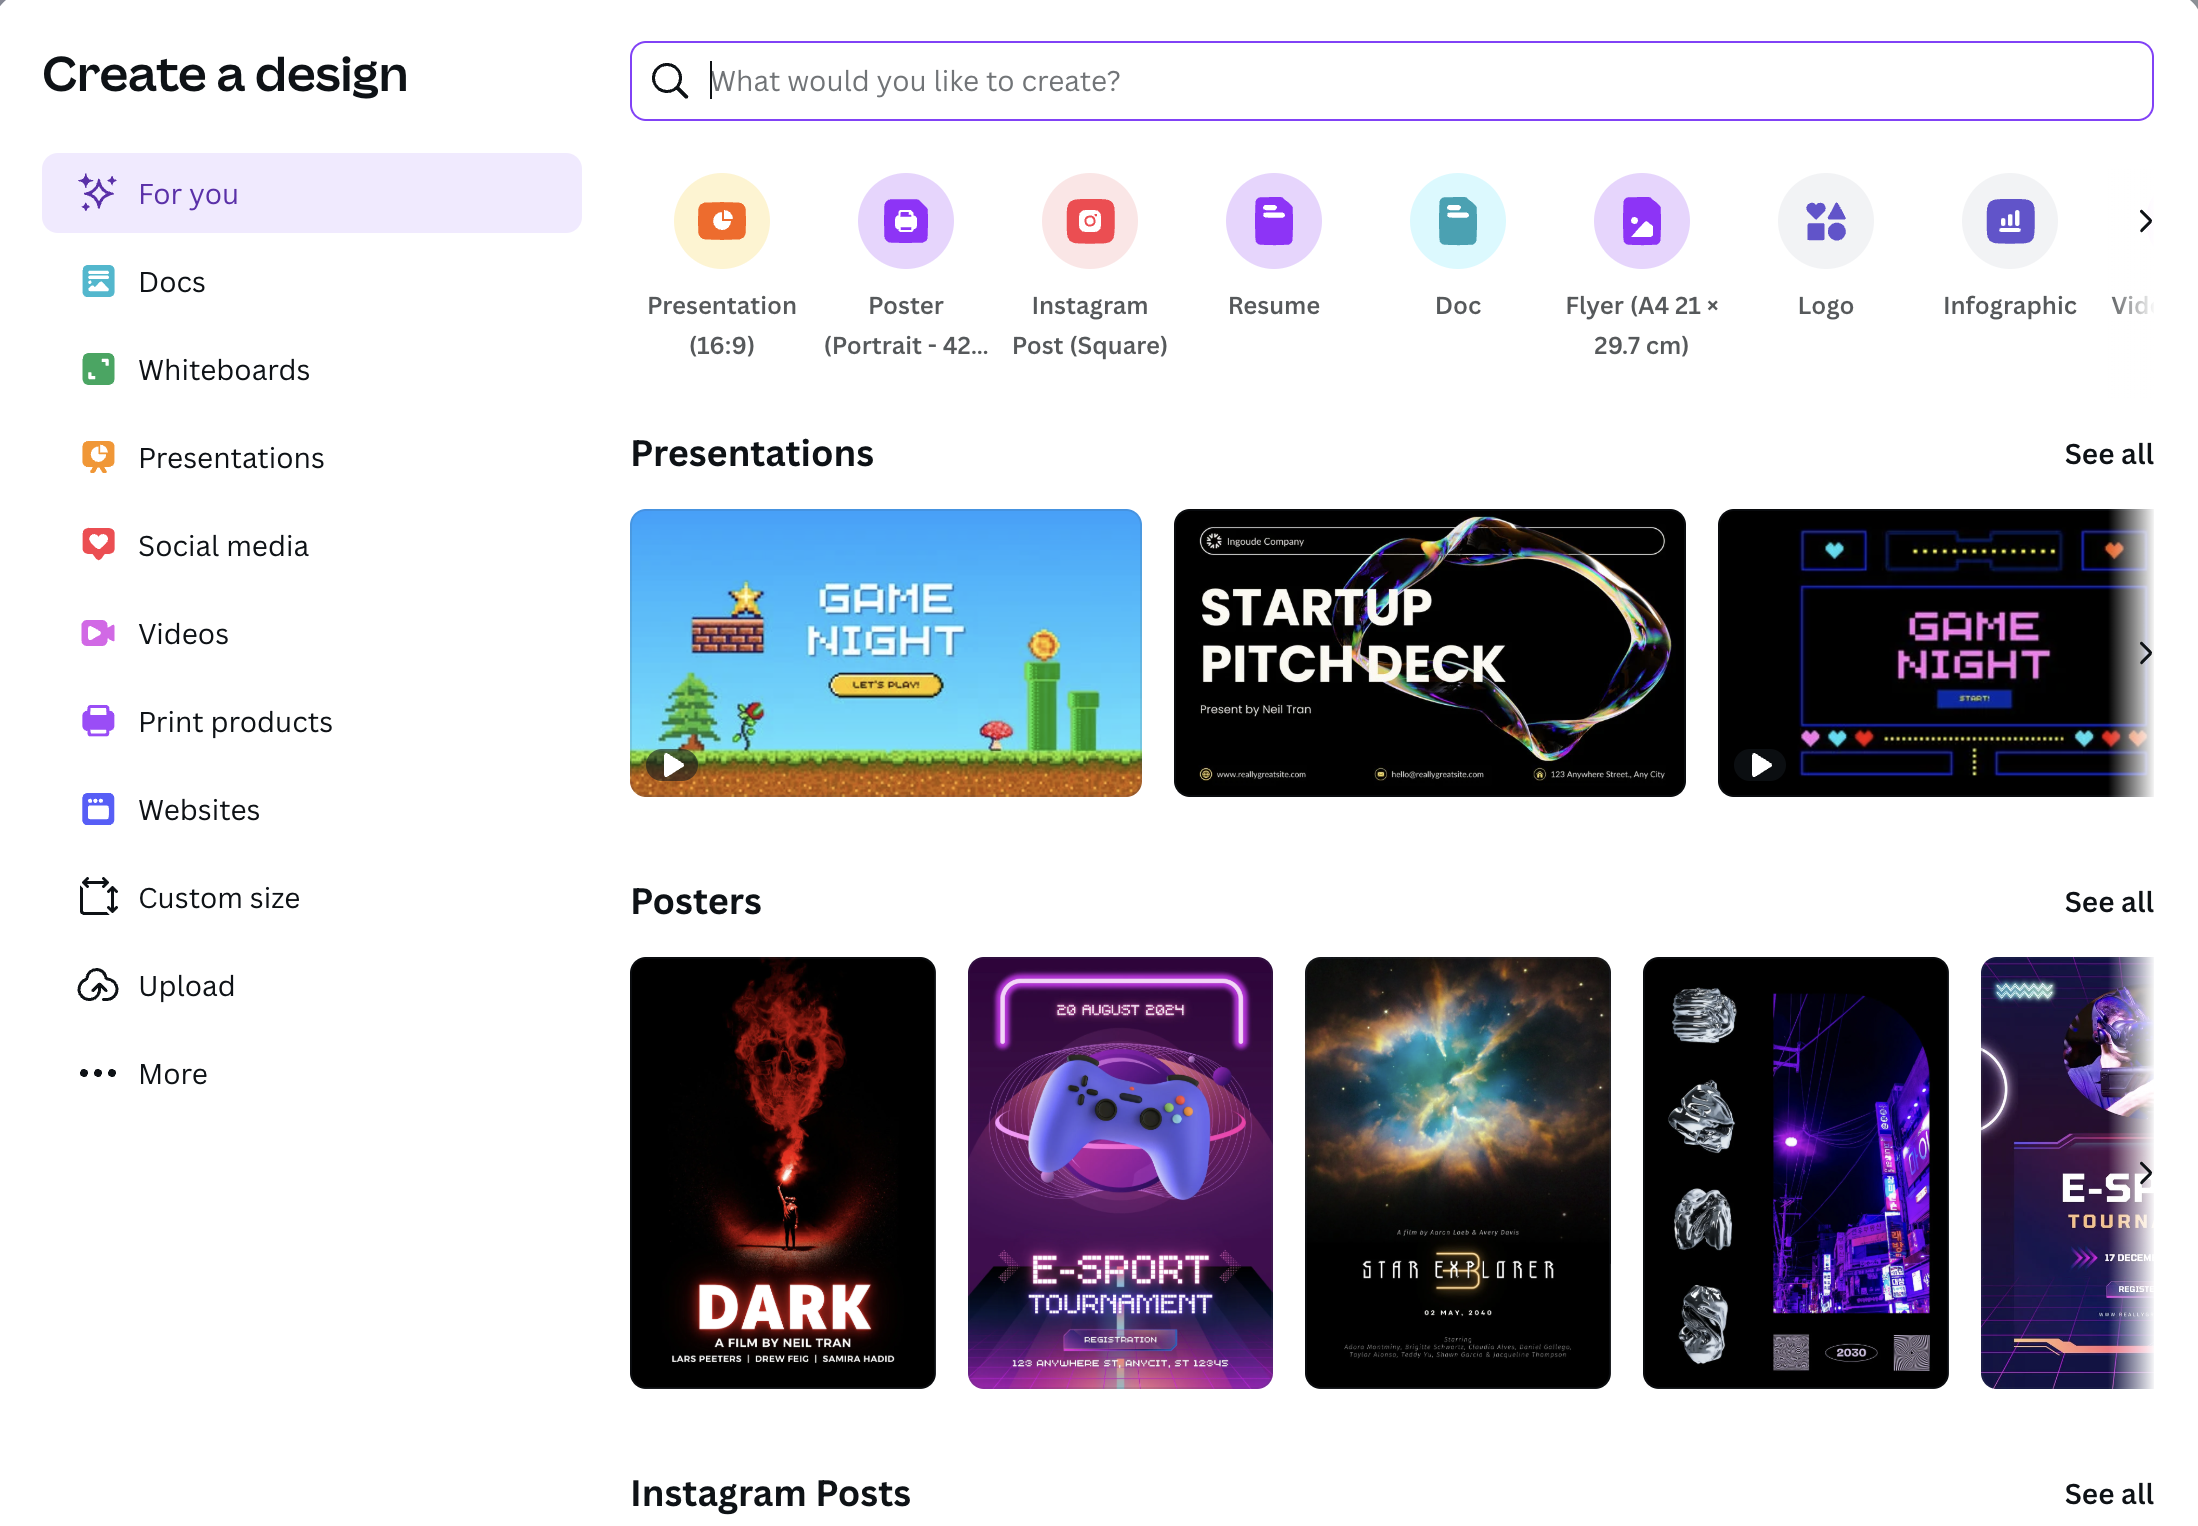 Create a design
What would you like to create?
For you
Docs
Whiteboards
Presentations
Social media
Videos
Print products
Websites
Custom size
Upload
More
Presentation
(16:9)
Poster
(Portrait - 42...
Instagram
Post (Square)
Resume
Doc
Flyer (A4 21 ×
29.7 cm)
Logo
Infographic
Presentations
See all
GAME
NIGHT
LET'S PLAY!
Ingoude Company
STARTUP
PITCH DECK
Present by Neil Tran
www.reallygreatsite.com
hello@reallygreatsite.com
123 Anywhere Street., Any City
GAME
NIGHT
START!
Posters
See all
DARK
A FILM BY NEIL TRAN
LARS PEETERS | DREW FEIG | SAMIRA HADID
20 AUGUST 2024
E-SPORT
TOURNAMENT
REGISTRATION
123 ANYWHERE ST, ANYCIT, ST 12345
A film by Aaron Loeb & Avery Davis
STAR EXPLORER
3
02 MAY, 2040
Starring
2030
E-SP
TOURN
17 DECEM
REGIST
Instagram Posts
See all